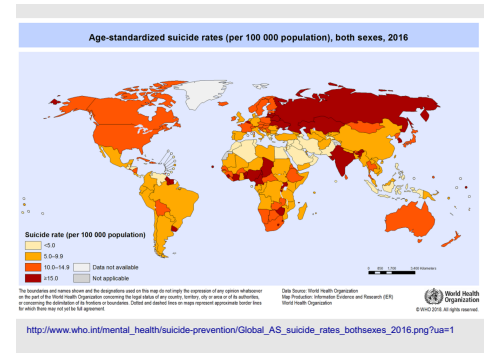 Age-standardized suicide rates (per 100 000 population), both sexes, 2016
Suicide rate (per 100 000 population)
<5.0
5.0–9.9
10.0–14.9
≥15.0
Data not available
Not applicable
The boundaries and names shown and the designations used on this map do not imply the expression of any opinion whatsoever
on the part of the World Health Organization concerning the legal status of any country, territory, city or area or of its authorities,
or concerning the delimitation of its frontiers or boundaries. Dotted and dashed lines on maps represent approximate border lines
for which there may not yet be full agreement.
Data Source: World Health Organization
Map Production: Information Evidence and Research (IER)
World Health Organization
World Health
Organization
© WHO 2018. All rights reserved.
http://www.who.int/mental_health/suicide-prevention/Global_AS_suicide_rates_bothsexes_2016.png?ua=1